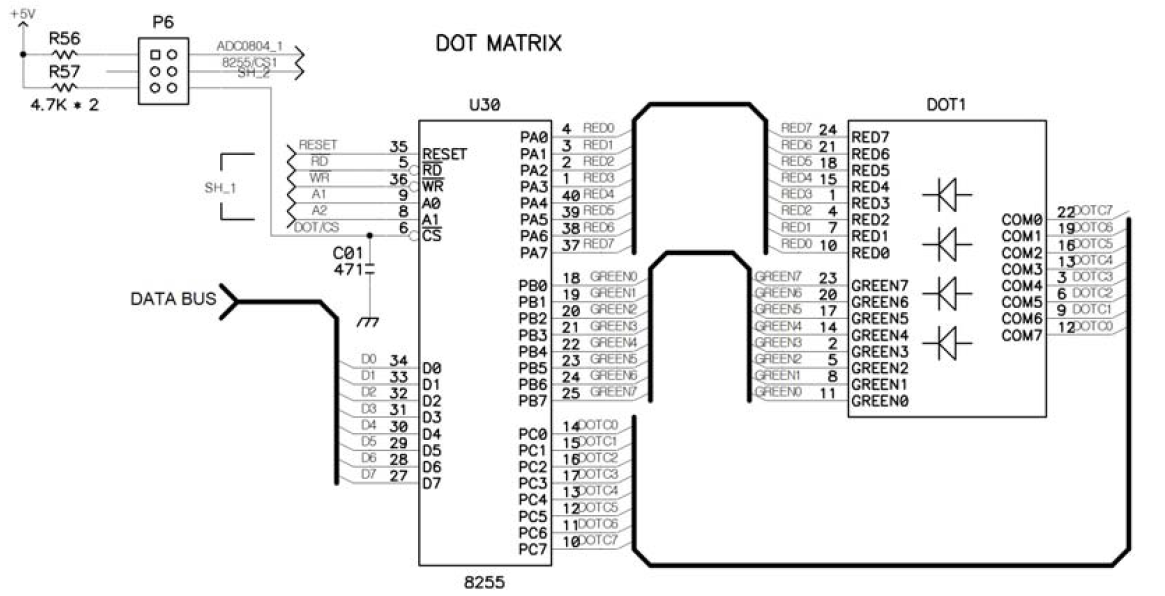 +5V
R56
R57
4.7K * 2
P6
ADC0804_1
8255/CS1
SH_2
DOT MATRIX
U30
DOT1
SH_1
RESET 35 RESET
RD 5 RD
WR 36 WR
A1 9 A0
A2 8 A1
DOT/CS 6 CS
C01
471
DATA BUS
D0 34 D0
D1 33 D1
D2 32 D2
D3 31 D3
D4 30 D4
D5 29 D5
D6 28 D6
D7 27 D7
PA0 4 RED0
PA1 3 RED1
PA2 2 RED2
PA3 1 RED3
PA4 40 RED4
PA5 39 RED5
PA6 38 RED6
PA7 37 RED7
PB0 18 GREEN0
PB1 19 GREEN1
PB2 20 GREEN2
PB3 21 GREEN3
PB4 22 GREEN4
PB5 23 GREEN5
PB6 24 GREEN6
PB7 25 GREEN7
PC0 14 DOTC0
PC1 15 DOTC1
PC2 16 DOTC2
PC3 17 DOTC3
PC4 13 DOTC4
PC5 12 DOTC5
PC6 11 DOTC6
PC7 10 DOTC7
8255
RED7 24 RED7
RED6 21 RED6
RED5 18 RED5
RED4 15 RED4
RED3 1 RED3
RED2 4 RED2
RED1 7 RED1
RED0 10 RED0
GREEN7 23 GREEN7
GREEN6 20 GREEN6
GREEN5 17 GREEN5
GREEN4 14 GREEN4
GREEN3 2 GREEN3
GREEN2 5 GREEN2
GREEN1 8 GREEN1
GREEN0 11 GREEN0
COM0 22 DOTC7
COM1 19 DOTC6
COM2 16 DOTC5
COM3 13 DOTC4
COM4 3 DOTC3
COM5 6 DOTC2
COM6 9 DOTC1
COM7 12 DOTC0